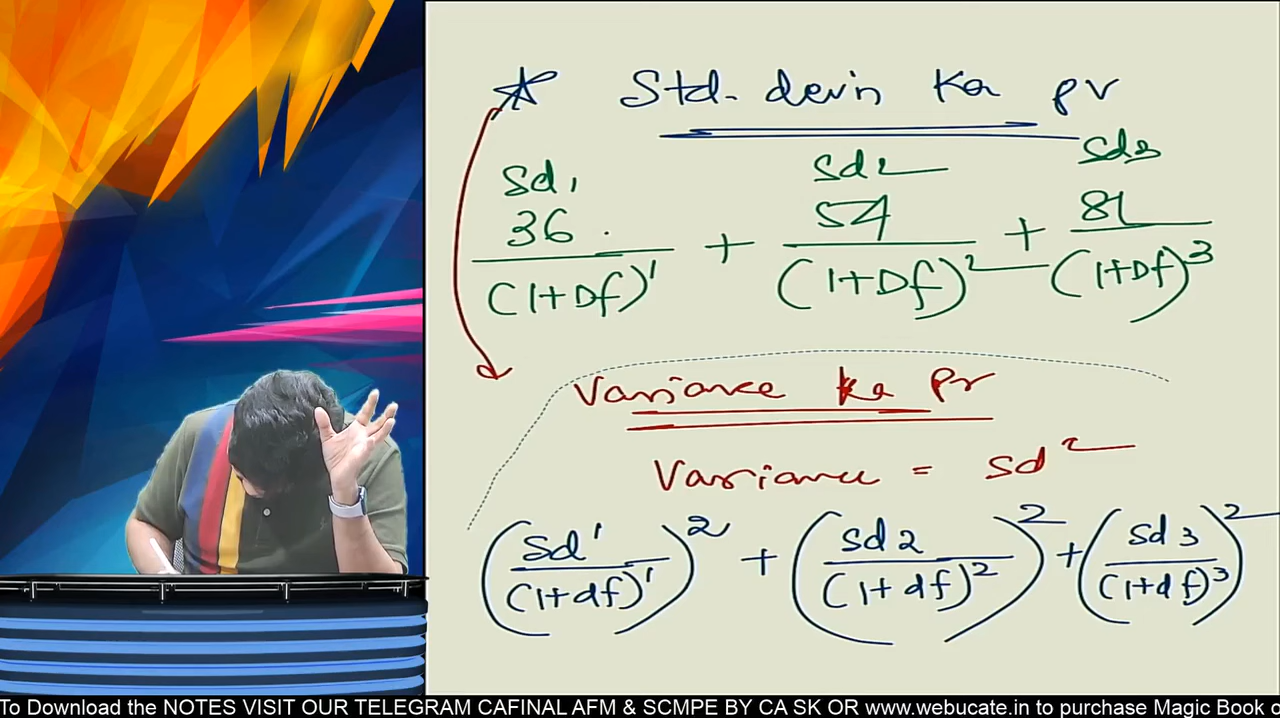 ☆ Std. devin Ka pv
sd1 sd2 sd3
36 54 81
——— + ——— + ———
(1+Df)¹ (1+Df)² (1+Df)³
Variance ka pv
Variance = sd²
(sd1/(1+df)¹)² + (sd2/(1+df)²)² + (sd3/(1+df)³)²
To Download the NOTES VISIT OUR TELEGRAM CAFINAL AFM & SCMPE BY CA SK OR www.webucate.in to purchase Magic Book